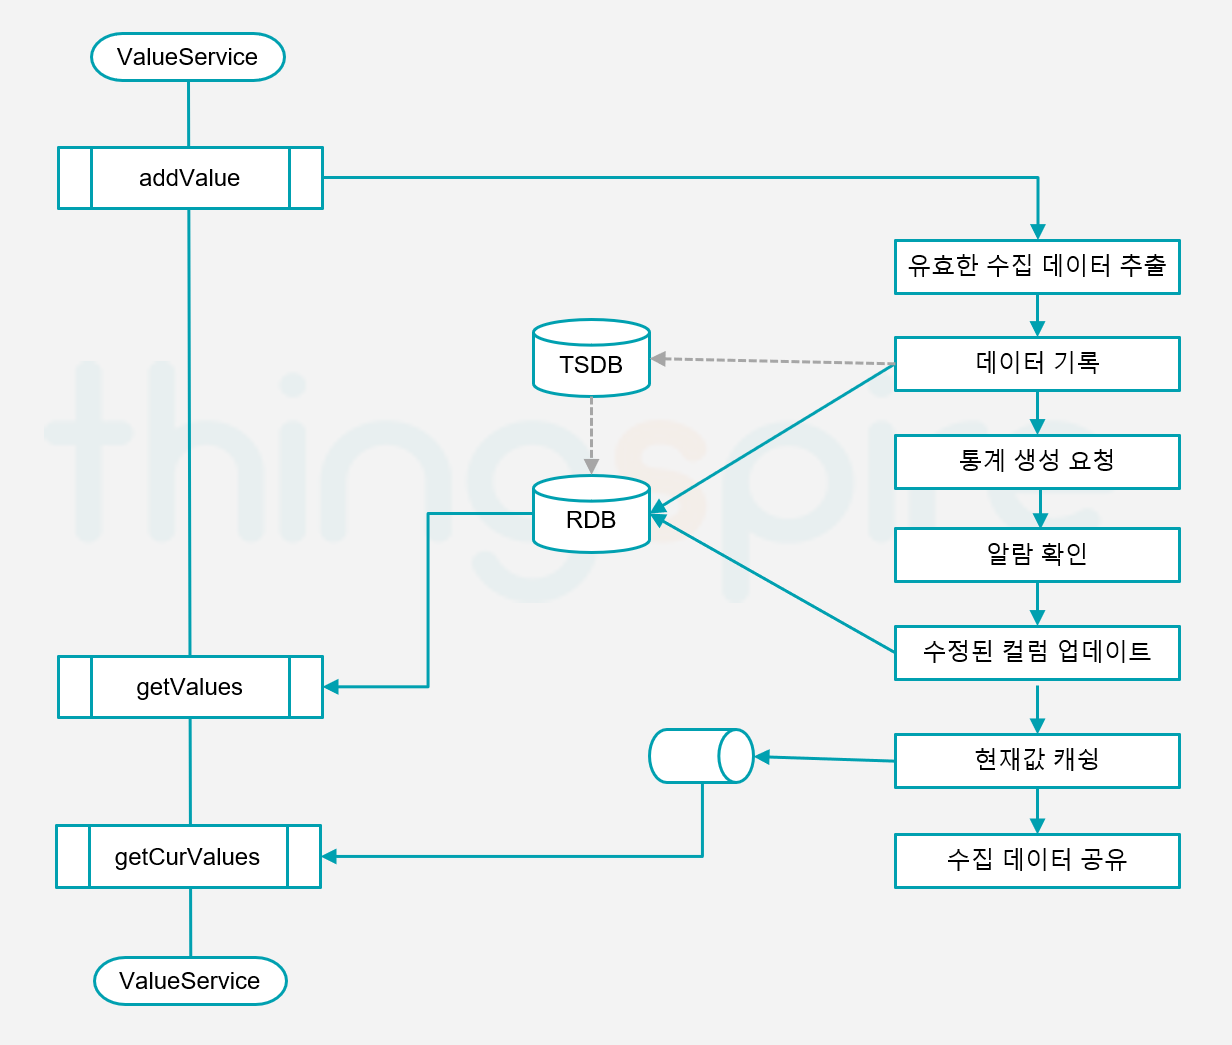 ValueService
addValue
유효한 수집 데이터 추출
TSDB
데이터 기록
thingspire
통계 생성 요청
RDB
알람 확인
수정된 컬럼 업데이트
getValues
현재값 캐슁
getCurValues
수집 데이터 공유
ValueService